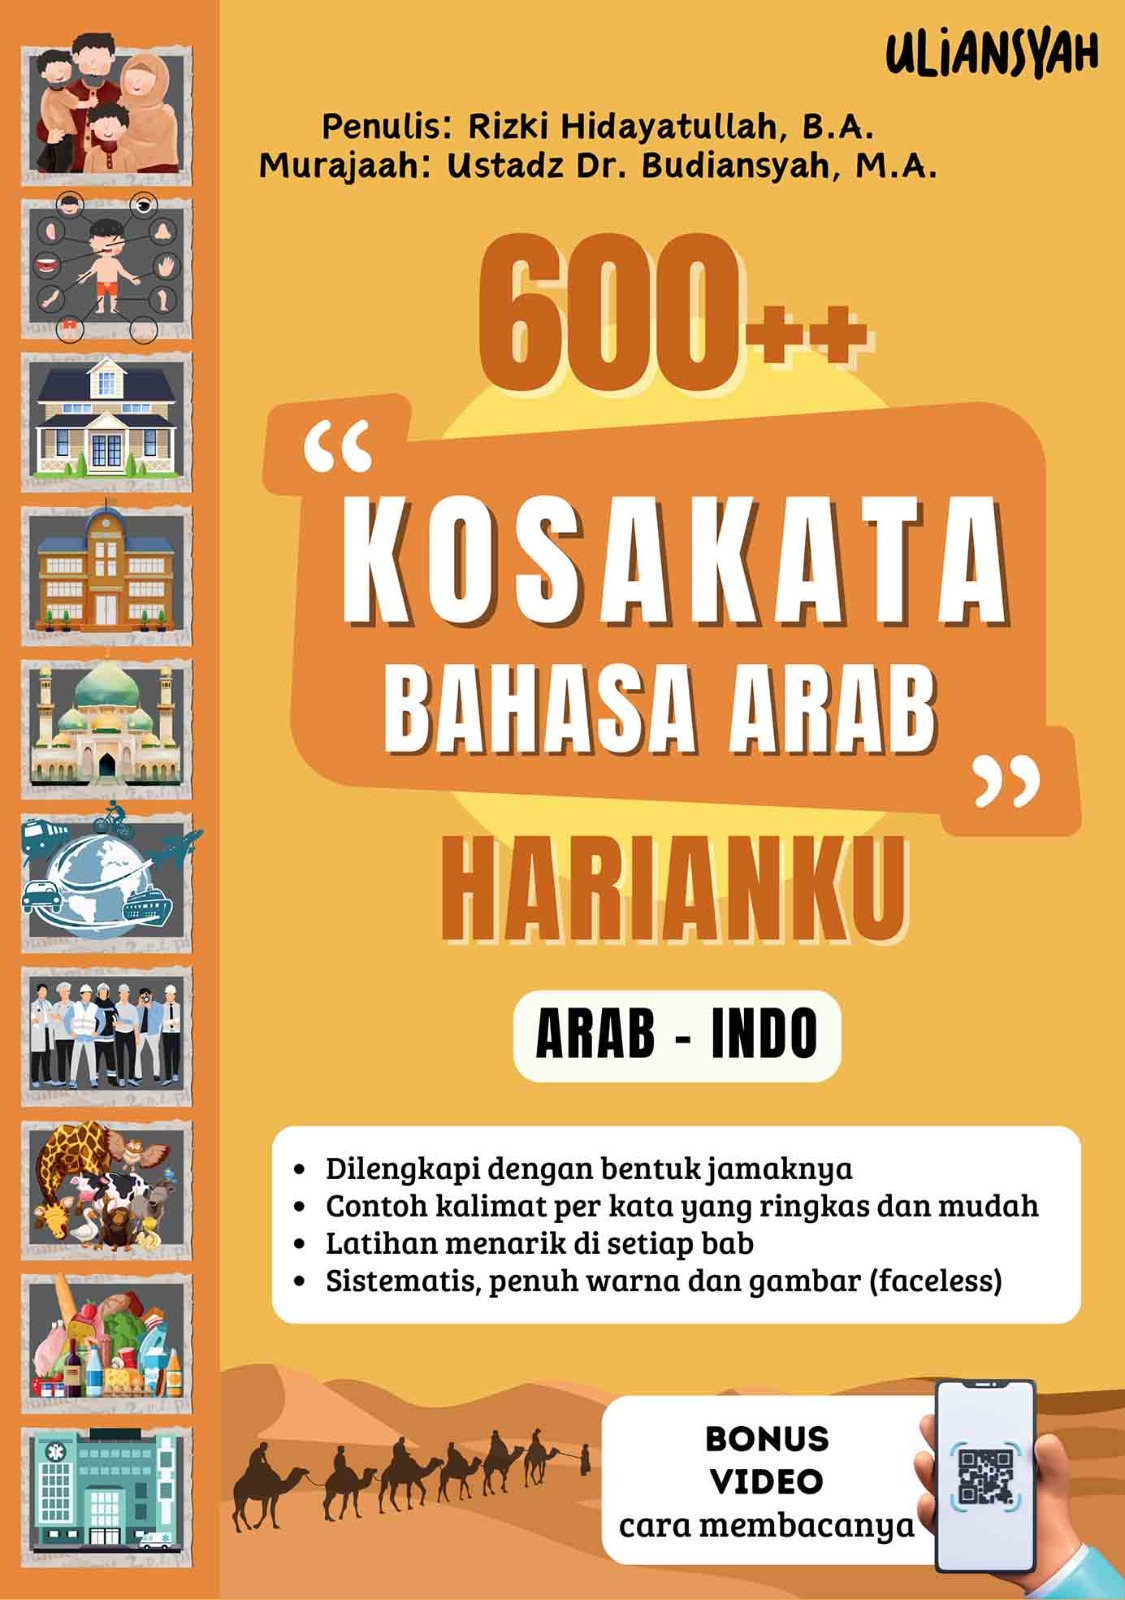 ULiANSYAH
Penulis: Rizki Hidayatullah, B.A.
Murajaah: Ustadz Dr. Budiansyah, M.A.
600++
“KOSAKATA
BAHASA ARAB”
HARIANKU
ARAB - INDO
• Dilengkapi dengan bentuk jamaknya
• Contoh kalimat per kata yang ringkas dan mudah
• Latihan menarik di setiap bab
• Sistematis, penuh warna dan gambar (faceless)
BONUS
VIDEO
cara membacanya